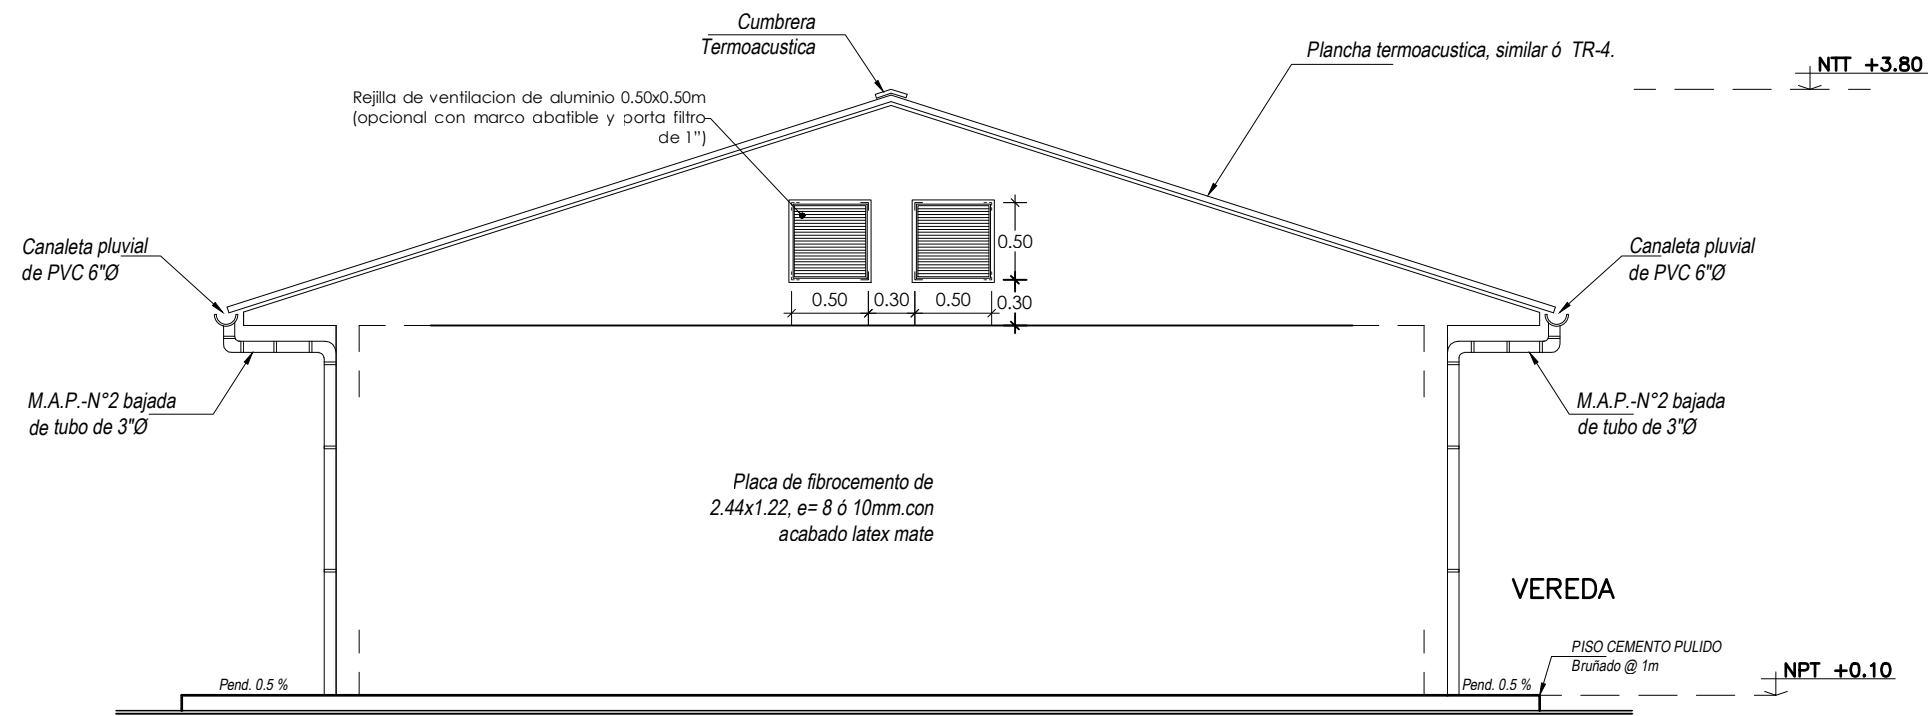 Cumbrera
Termoacustica
Plancha termoacustica, similar ó TR-4.
NTT +3.80
Rejilla de ventilacion de aluminio 0.50x0.50m
(opcional con marco abatible y porta filtro
de 1")
Canaleta pluvial
de PVC 6"Ø
0.50
Canaleta pluvial
de PVC 6"Ø
0.50
0.30
0.50
0.30
M.A.P.-N°2 bajada
de tubo de 3"Ø
M.A.P.-N°2 bajada
de tubo de 3"Ø
Placa de fibrocemento de
2.44x1.22, e= 8 ó 10mm.con
acabado latex mate
VEREDA
PISO CEMENTO PULIDO
Bruñado @ 1m
NPT +0.10
Pend. 0.5 %
Pend. 0.5 %